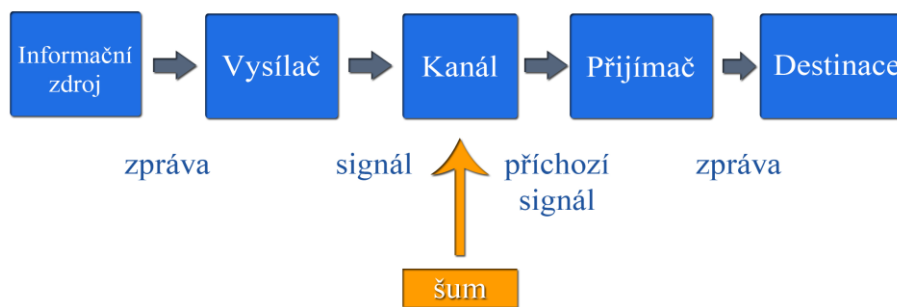 Informační
zdroj
Vysílač
Kanál
Přijímač
Destinace
zpráva
signál
příchozí
signál
zpráva
šum